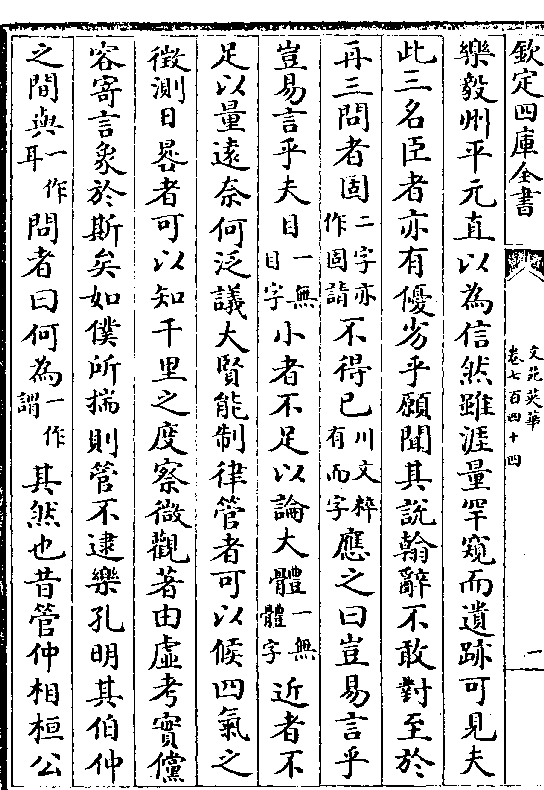 欽定四庫全書
文苑英華
卷七百四十四
一
樂毅州平元直以為信然雖涯量罕窺而遺跡可見夫
此三名臣者亦有優劣乎願聞其說翰辭不敢對至於
再三問者固二字亦作固請不得已川文粹有而字應之曰豈易言乎
豈易言乎夫目一無目字小者不足以論大體一無體字近者不
足以量遠奈何泛議大賢能制律管者可以候四氣之
徵測日晷者可以知千里之度察微觀著由虛考實儻
容寄言象於斯矣如僕所揣則管不逮樂孔明其伯仲
之間與一作耳問者曰何為一作謂其然也昔管仲相桓公